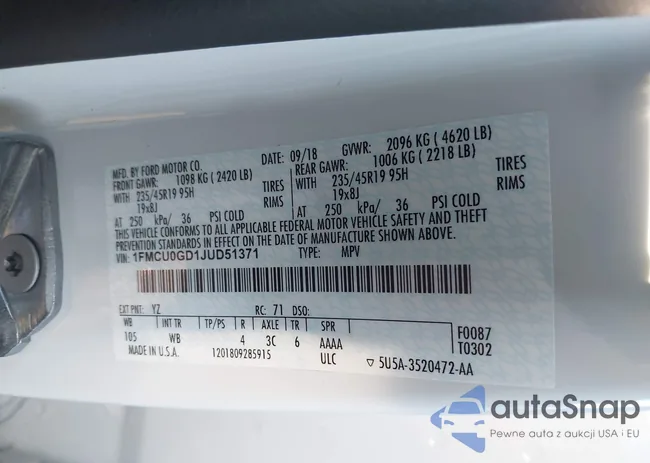 MFD. BY FORD MOTOR CO.
DATE: 09/18 GVWR: 2096 KG ( 4620 LB)
FRONT GAWR: 1098 KG ( 2420 LB)
REAR GAWR: 1006 KG ( 2218 LB)
WITH 235/45R19 95H TIRES
WITH 235/45R19 95H TIRES
19x8J RIMS
19x8J RIMS
AT 250 kPa/ 36 PSI COLD
AT 250 kPa/ 36 PSI COLD
THIS VEHICLE CONFORMS TO ALL APPLICABLE FEDERAL MOTOR VEHICLE SAFETY AND THEFT
PREVENTION STANDARDS IN EFFECT ON THE DATE OF MANUFACTURE SHOWN ABOVE.
VIN: 1FMCU0GD1JUD51371 TYPE: MPV
EXT PNT: YZ RC: 71 DSO:
WB INT TR TP/PS R AXLE TR SPR
105 WB 4 3C 6 AAAA
F0087
T0302
MADE IN U.S.A. 1201809285915 ULC ▽ 5U5A-3520472-AA
autaSnap
Pewne auta z aukcji USA i EU